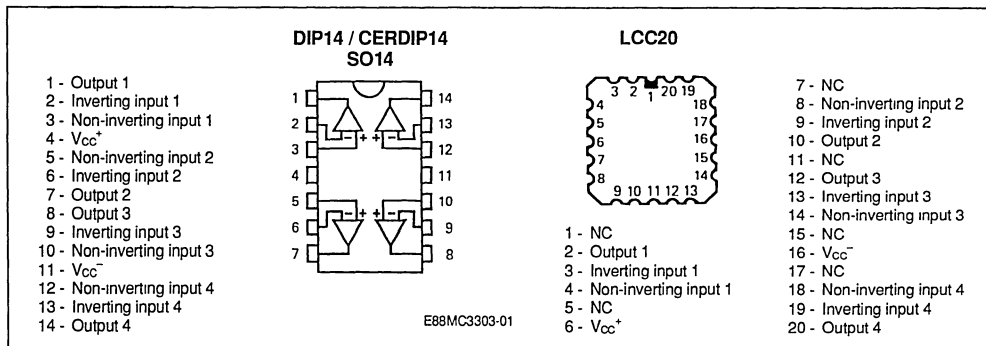 DIP14 / CERDIP14
SO14
1 - Output 1
2 - Inverting input 1
3 - Non-inverting input 1
4 - VCC+
5 - Non-inverting input 2
6 - Inverting input 2
7 - Output 2
8 - Output 3
9 - Inverting input 3
10 - Non-inverting input 3
11 - VCC−
12 - Non-inverting input 4
13 - Inverting input 4
14 - Output 4
1 14
2 13
- + + -
3 12
4 11
5 10
- + + -
6 9
7 8
E88MC3303-01
LCC20
3 2 1 20 19
4 18
5 17
6 16
7 15
8 14
9 10 11 12 13
1 - NC
2 - Output 1
3 - Inverting input 1
4 - Non-inverting input 1
5 - NC
6 - VCC+
7 - NC
8 - Non-inverting input 2
9 - Inverting input 2
10 - Output 2
11 - NC
12 - Output 3
13 - Inverting input 3
14 - Non-inverting input 3
15 - NC
16 - VCC−
17 - NC
18 - Non-inverting input 4
19 - Inverting input 4
20 - Output 4